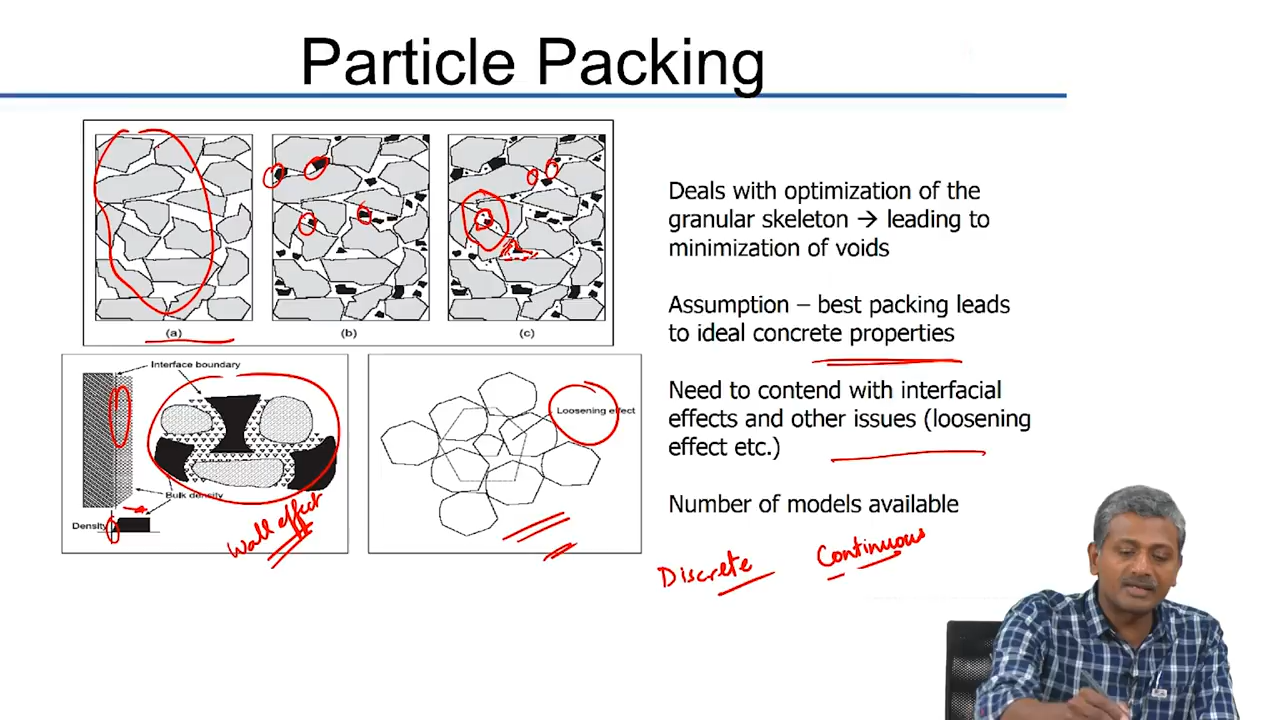 Particle Packing
(a)
(b)
(c)
Interface boundary
Bulk density
Density
Wall effect
Loosening effect
Deals with optimization of the
granular skeleton → leading to
minimization of voids
Assumption – best packing leads
to ideal concrete properties
Need to contend with interfacial
effects and other issues (loosening
effect etc.)
Number of models available
Discrete
Continuous